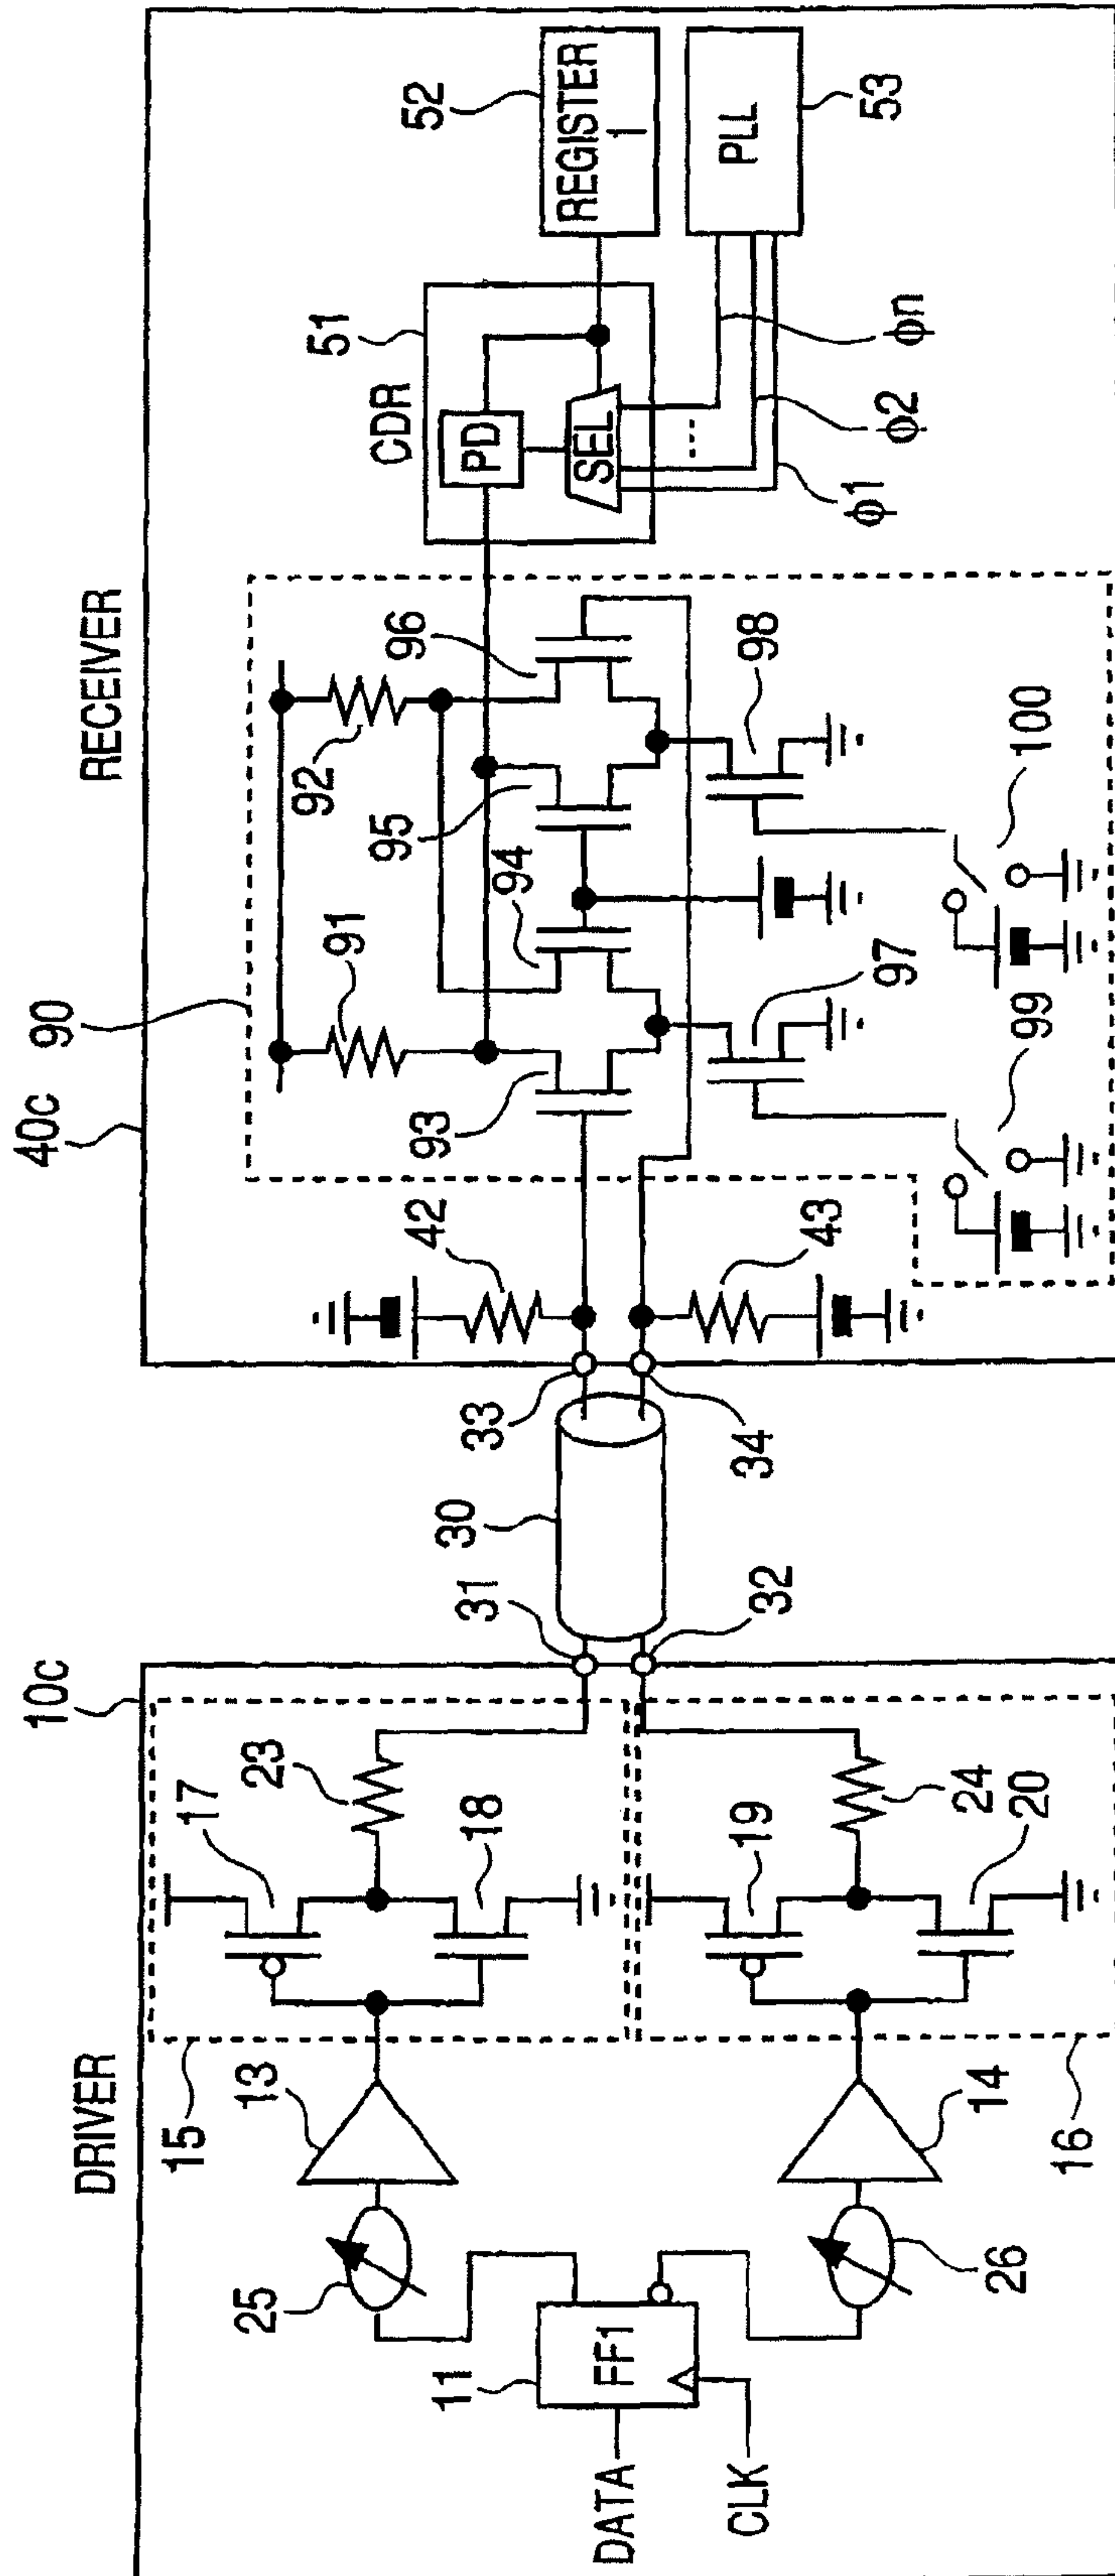 DRIVER
10c
15
17
23
18
13
25
11
FF1
DATA
CLK
19
24
20
14
26
16
31
32
30
33
34
RECEIVER
40c
90
42
43
91
92
93
94
95
96
97
98
99
100
CDR
51
PD
SEL
REGISTER
1
52
PLL
53
ϕ1
ϕ2
ϕn